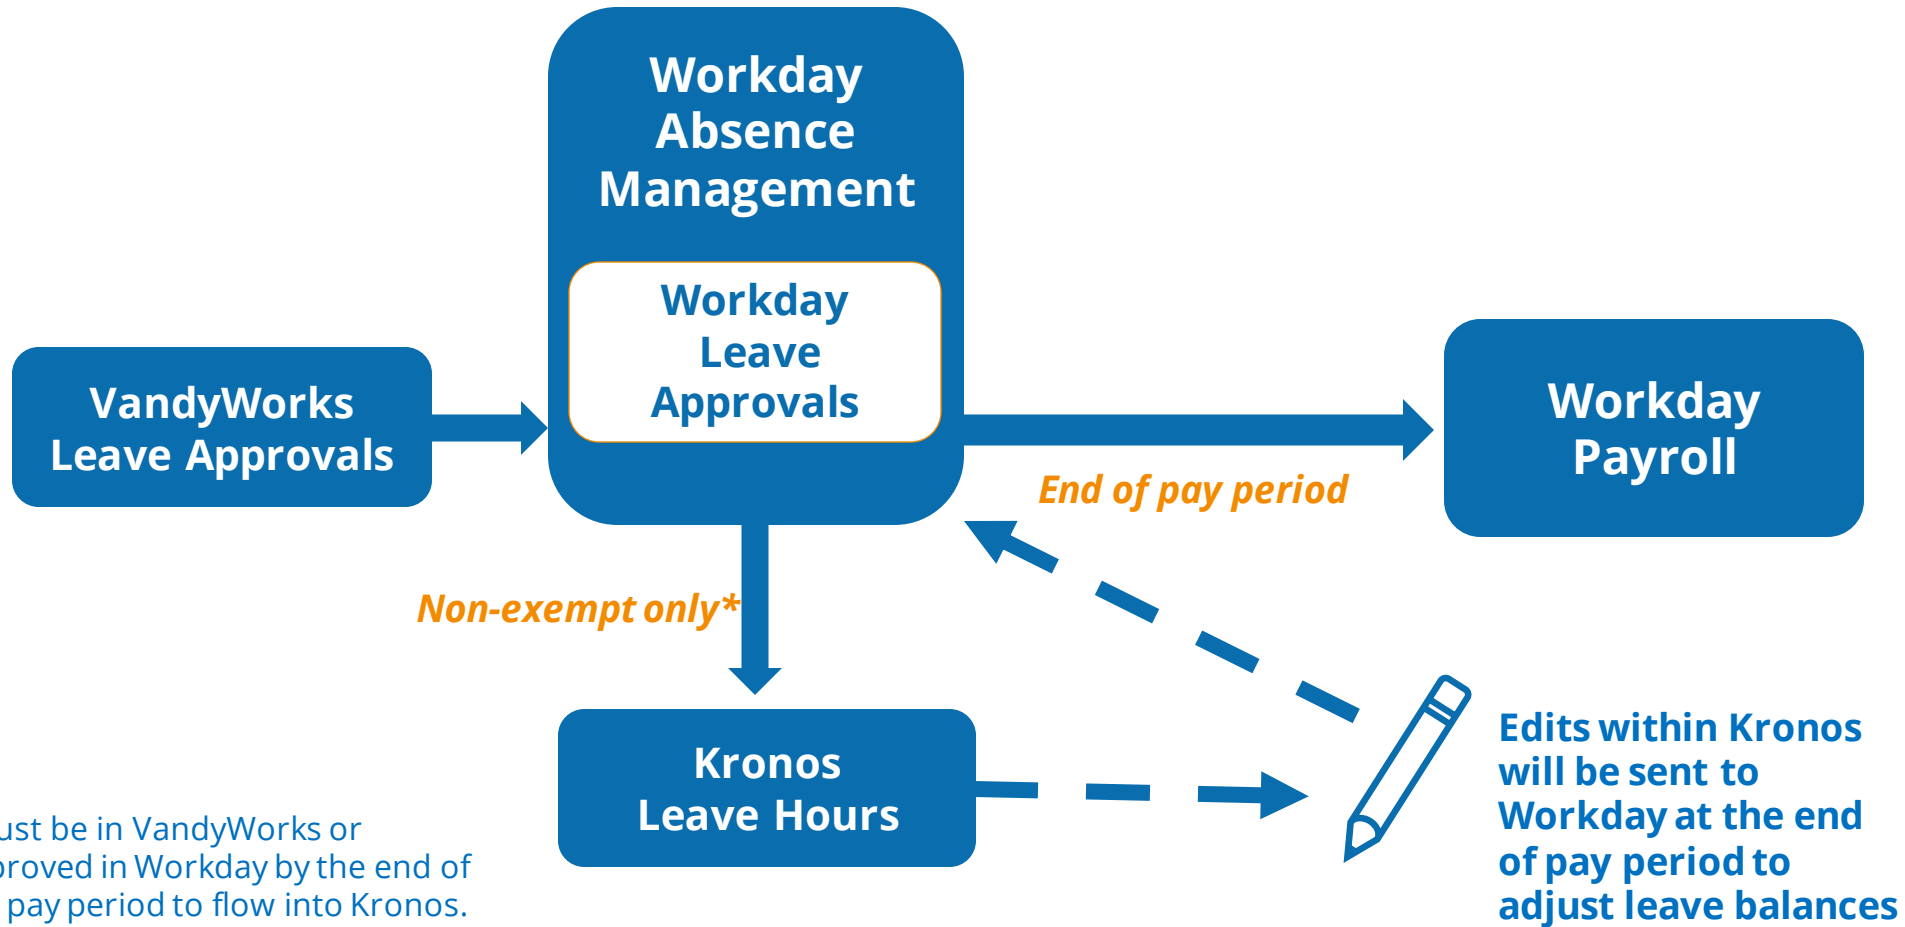 Workday
Absence
Management
Workday
Leave
Approvals
VandyWorks
Leave Approvals
Workday
Payroll
End of pay period
Non-exempt only*
Kronos
Leave Hours
Edits within Kronos
will be sent to
Workday at the end
of pay period to
adjust leave balances
be in VandyWorks or
in Workday by the end of
pay period to flow into Kronos.